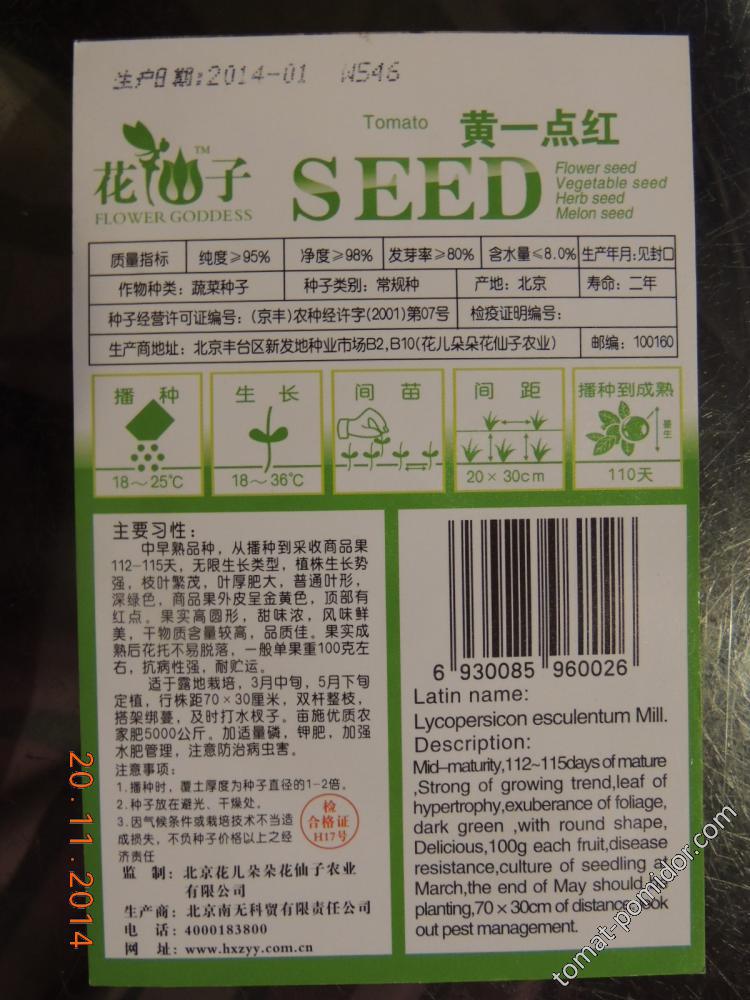 生产日期:2014-01 N546
Tomato 黄一点红
花仙子™
FLOWER GODDESS
SEED
Flower seed
Vegetable seed
Herb seed
Melon seed
质量指标 纯度≥95% 净度≥98% 发芽率≥80% 含水量≤8.0% 生产年月:见封口
作物种类：蔬菜种子 种子类别：常规种 产地：北京 寿命：二年
种子经营许可证编号：(京丰)农种经许字(2001)第07号 检疫证明编号：
生产商地址：北京丰台区新发地种业市场B2,B10(花儿朵朵花仙子农业) 邮编：100160
播种 生长 间苗 间距 播种到成熟
18～25℃ 18～36℃ 20×30cm 110天
主要习性：
中早熟品种，从播种到采收商品果
112-115天，无限生长类型，植株生长势
强，枝叶繁茂，叶厚肥大，普通叶形，
深绿色，商品果外皮呈金黄色，顶部有
红点。果实高圆形，甜味浓，风味鲜
美，干物质含量较高，品质佳。果实成
熟后花托不易脱落，一般单果重100克左
右，抗病性强，耐贮运。
适于露地栽培，3月中旬，5月下旬
定植，行株距70×30厘米，双杆整枝，
搭架绑蔓，及时打水杈子。亩施优质农
家肥5000公斤。加适量磷，钾肥，加强
水肥管理，注意防治病虫害。
注意事项：
1.播种时，覆土厚度为种子直径的1-2倍。
2.种子放在避光、干燥处。
3.因气候条件或栽培技术不当造
成损失，不负种子价格以上之经
济责任
检
合格证
H17号
监 制：北京花儿朵朵花仙子农业
有限公司
生产商：北京南无科贸有限责任公司
电 话：4000183800
网 址：www.hxzyy.com.cn
6 930085 960026
Latin name:
Lycopersicon esculentum Mill.
Description:
Mid-maturity,112~115days of mature
,Strong of growing trend,leaf of
hypertrophy,exuberance of foliage,
dark green ,with round shape,
Delicious,100g each fruit,disease
resistance,culture of seedling at
March,the end of May should
planting,70×30cm of distance,
out pest management.
20.11.2014
tomat-pomidor.com